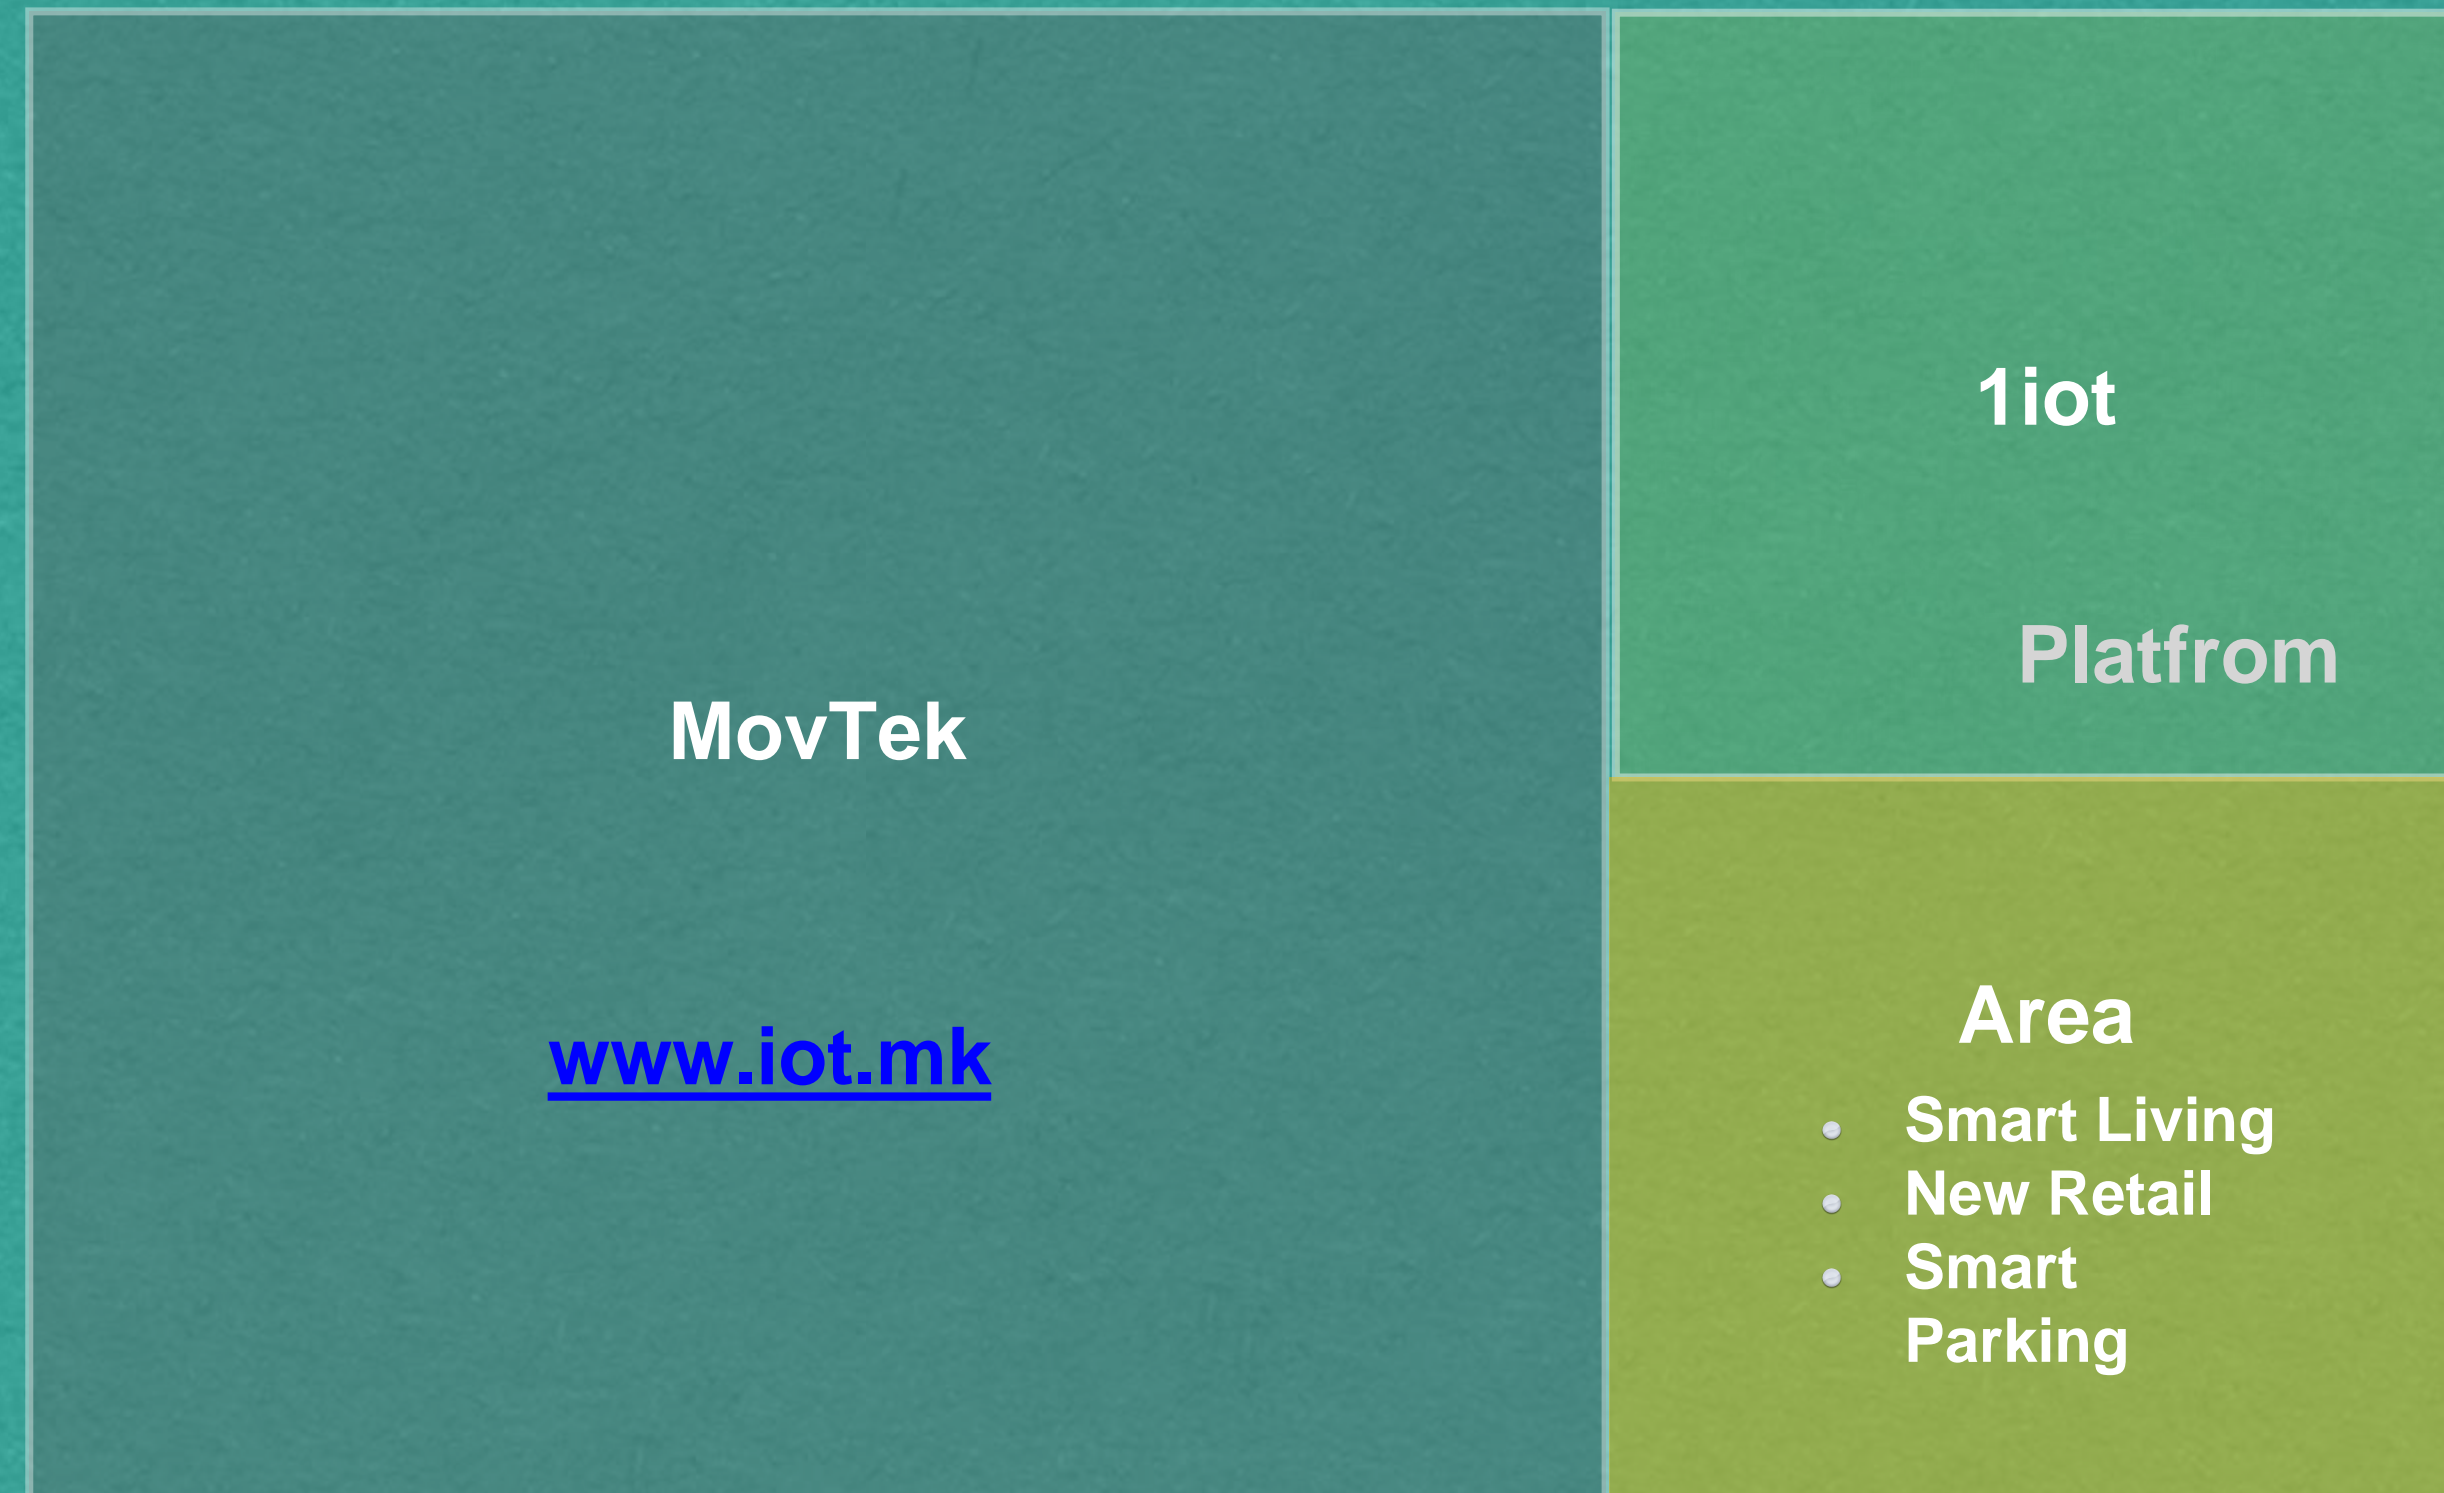 MovTek
www.iot.mk
1iot
Platfrom
Area
Smart Living
New Retail
Smart
Parking